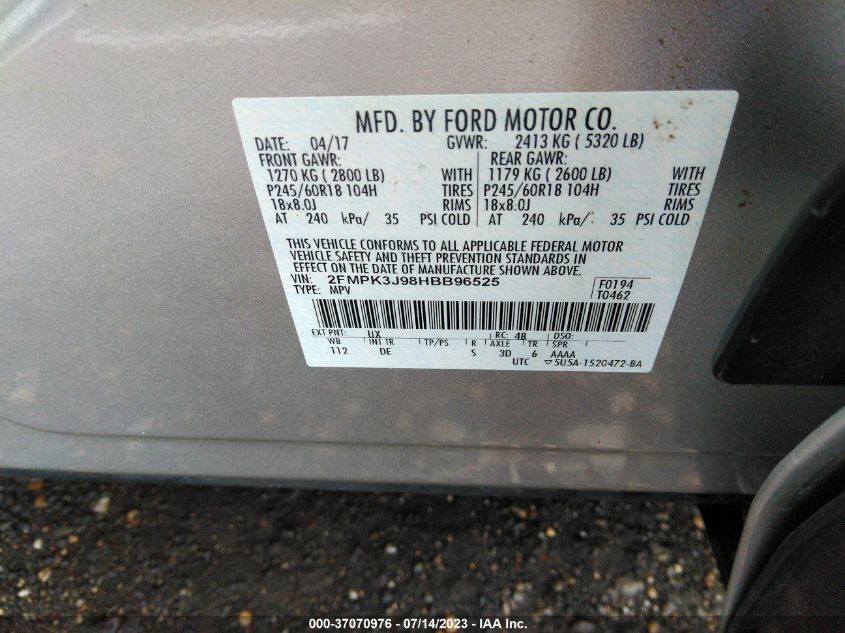 MFD. BY FORD MOTOR CO.
DATE: 04/17 GVWR: 2413 KG ( 5320 LB)
FRONT GAWR: REAR GAWR:
1270 KG ( 2800 LB) WITH 1179 KG ( 2600 LB) WITH
P245/60R18 104H TIRES P245/60R18 104H TIRES
18x8.0J RIMS 18x8.0J RIMS
AT 240 kPa/ 35 PSI COLD AT 240 kPa/ 35 PSI COLD
THIS VEHICLE CONFORMS TO ALL APPLICABLE FEDERAL MOTOR
VEHICLE SAFETY AND THEFT PREVENTION STANDARDS IN
EFFECT ON THE DATE OF MANUFACTURE SHOWN ABOVE.
VIN: 2FMPK3J98HBB96525 F0194
TYPE: MPV T0462
EXT PNT: UX RC: 48 DSO:
WB INT TR TP/PS R AXLE TR SPR
112 DE S 3D 6 AAAA
UTC ▽5U5A-1520472-BA
000-37070976 - 07/14/2023 - IAA Inc.